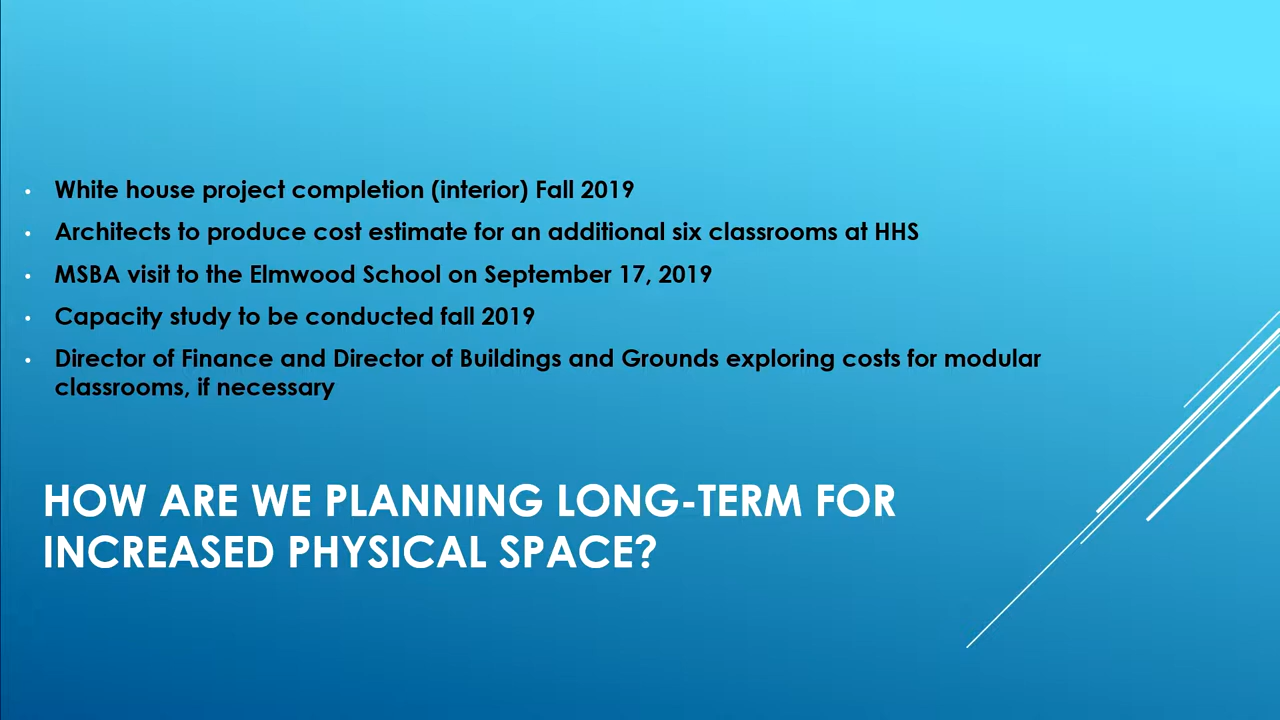 • White house project completion (interior) Fall 2019
• Architects to produce cost estimate for an additional six classrooms at HHS
• MSBA visit to the Elmwood School on September 17, 2019
• Capacity study to be conducted fall 2019
• Director of Finance and Director of Buildings and Grounds exploring costs for modular
classrooms, if necessary
HOW ARE WE PLANNING LONG-TERM FOR
INCREASED PHYSICAL SPACE?